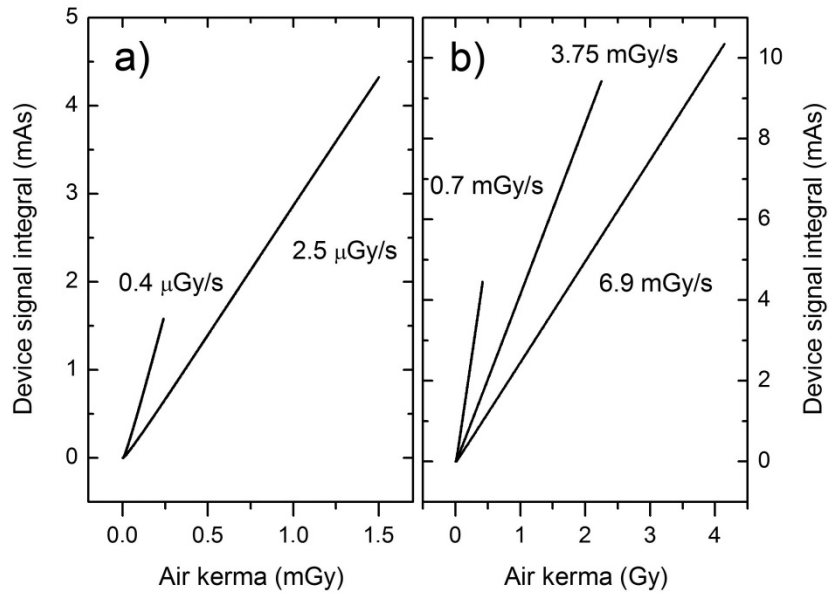 a)
0.4 μGy/s
2.5 μGy/s
5
4
3
2
1
0
Device signal integral (mAs)
0.0 0.5 1.0 1.5
Air kerma (mGy)
b)
3.75 mGy/s
0.7 mGy/s
6.9 mGy/s
10
8
6
4
2
0
Device signal integral (mAs)
0 1 2 3 4
Air kerma (Gy)